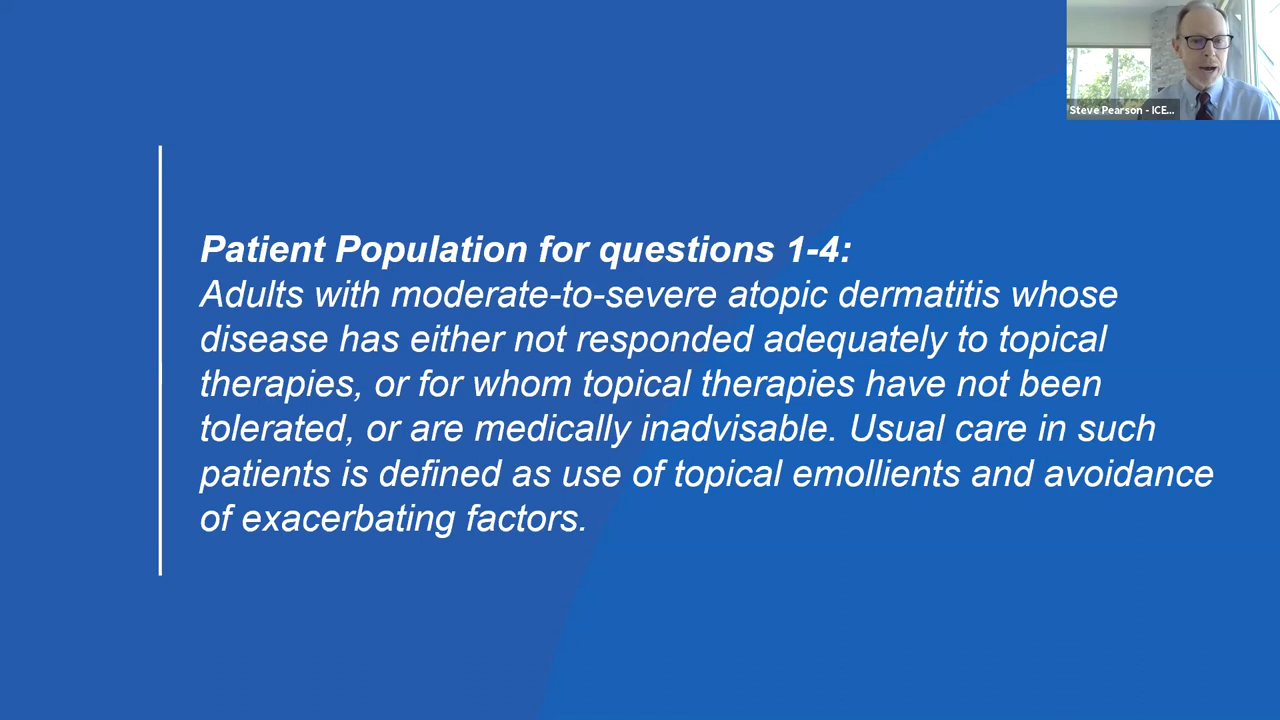 Steve Pearson - ICE...
Patient Population for questions 1-4:
Adults with moderate-to-severe atopic dermatitis whose
disease has either not responded adequately to topical
therapies, or for whom topical therapies have not been
tolerated, or are medically inadvisable. Usual care in such
patients is defined as use of topical emollients and avoidance
of exacerbating factors.